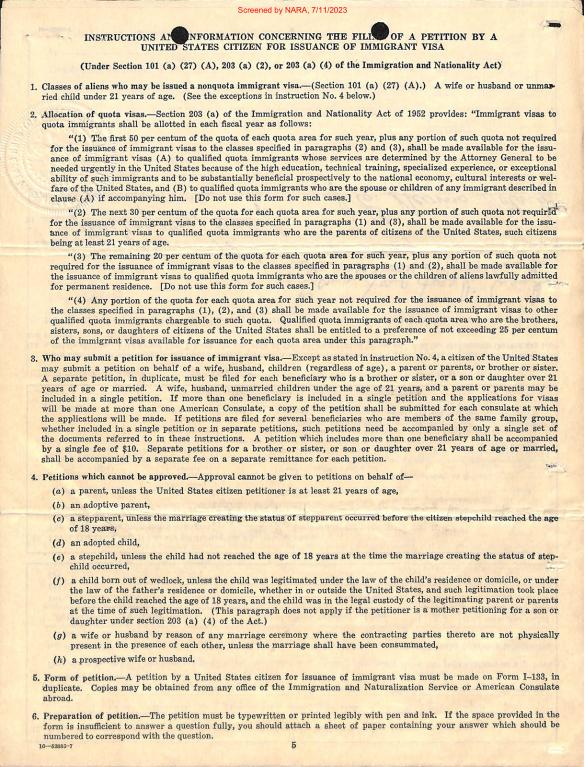 Screened by NARA, 7/11/2023
INSTRUCTIONS AN INFORMATION CONCERNING THE FILI OF A PETITION BY A
UNITED STATES CITIZEN FOR ISSUANCE OF IMMIGRANT VISA
(Under Section 101 (a) (27) (A), 203 (a) (2), or 203 (a) (4) of the Immigration and Nationality Act)
1. Classes of aliens who may be issued a nonquota immigrant visa.—(Section 101 (a) (27) (A).) A wife or husband or unmar-
ried child under 21 years of age. (See the exceptions in instruction No. 4 below.)
2. Allocation of quota visas.—Section 203 (a) of the Immigration and Nationality Act of 1952 provides: "Immigrant visas to
quota immigrants shall be allotted in each fiscal year as follows:
"(1) The first 50 per centum of the quota of each quota area for such year, plus any portion of such quota not required
for the issuance of immigrant visas to the classes specified in paragraphs (2) and (3), shall be made available for the issu-
ance of immigrant visas (A) to qualified quota immigrants whose services are determined by the Attorney General to be
needed urgently in the United States because of the high education, technical training, specialized experience, or exceptional
ability of such immigrants and to be substantially beneficial prospectively to the national economy, cultural interests or wel-
fare of the United States, and (B) to qualified quota immigrants who are the spouse or children of any immigrant described in
clause (A) if accompanying him. [Do not use this form for such cases.]
"(2) The next 30 per centum of the quota for each quota area for such year, plus any portion of such quota not required
for the issuance of immigrant visas to the classes specified in paragraphs (1) and (3), shall be made available for the issu-
ance of immigrant visas to qualified quota immigrants who are the parents of citizens of the United States, such citizens
being at least 21 years of age.
"(3) The remaining 20 per centum of the quota for each quota area for such year, plus any portion of such quota not
required for the issuance of immigrant visas to the classes specified in paragraphs (1) and (2), shall be made available for
the issuance of immigrant visas to qualified quota immigrants who are the spouses or the children of aliens lawfully admitted
for permanent residence. [Do not use this form for such cases.]
"(4) Any portion of the quota for each quota area for such year not required for the issuance of immigrant visas to
the classes specified in paragraphs (1), (2), and (3) shall be made available for the issuance of immigrant visas to other
qualified quota immigrants chargeable to such quota. Qualified quota immigrants of each quota area who are the brothers,
sisters, sons, or daughters of citizens of the United States shall be entitled to a preference of not exceeding 25 per centum
of the immigrant visas available for issuance for each quota area under this paragraph."
3. Who may submit a petition for issuance of immigrant visa.—Except as stated in instruction No. 4, a citizen of the United States
may submit a petition on behalf of a wife, husband, children (regardless of age), a parent or parents, or brother or sister.
A separate petition, in duplicate, must be filed for each beneficiary who is a brother or sister, or a son or daughter over 21
years of age or married. A wife, husband, unmarried children under the age of 21 years, and a parent or parents may be
included in a single petition. If more than one beneficiary is included in a single petition and the applications for visas
will be made at more than one American Consulate, a copy of the petition shall be submitted for each consulate at which
the applications will be made. If petitions are filed for several beneficiaries who are members of the same family group,
whether included in a single petition or in separate petitions, such petitions need be accompanied by only a single set of
the documents referred to in these instructions. A petition which includes more than one beneficiary shall be accompanied
by a single fee of $10. Separate petitions for a brother or sister, or son or daughter over 21 years of age or married,
shall be accompanied by a separate fee on a separate remittance for each petition.
4. Petitions which cannot be approved.—Approval cannot be given to petitions on behalf of—
(a) a parent, unless the United States citizen petitioner is at least 21 years of age,
(b) an adoptive parent,
(c) a stepparent, unless the marriage creating the status of stepparent occurred before the citizen stepchild reached the age
of 18 years,
(d) an adopted child,
(e) a stepchild, unless the child had not reached the age of 18 years at the time the marriage creating the status of step-
child occurred,
(f) a child born out of wedlock, unless the child was legitimated under the law of the child's residence or domicile, or under
the law of the father's residence or domicile, whether in or outside the United States, and such legitimation took place
before the child reached the age of 18 years, and the child was in the legal custody of the legitimating parent or parents
at the time of such legitimation. (This paragraph does not apply if the petitioner is a mother petitioning for a son or
daughter under section 203 (a) (4) of the Act.)
(g) a wife or husband by reason of any marriage ceremony where the contracting parties thereto are not physically
present in the presence of each other, unless the marriage shall have been consummated,
(h) a prospective wife or husband.
5. Form of petition.—A petition by a United States citizen for issuance of immigrant visa must be made on Form I-133, in
duplicate. Copies may be obtained from any office of the Immigration and Naturalization Service or American Consulate
abroad.
6. Preparation of petition.—The petition must be typewritten or printed legibly with pen and ink. If the space provided in
the form is insufficient to answer a question fully, you should attach a sheet of paper containing your answer which should be
numbered to correspond with the question.
16—52883-7
5